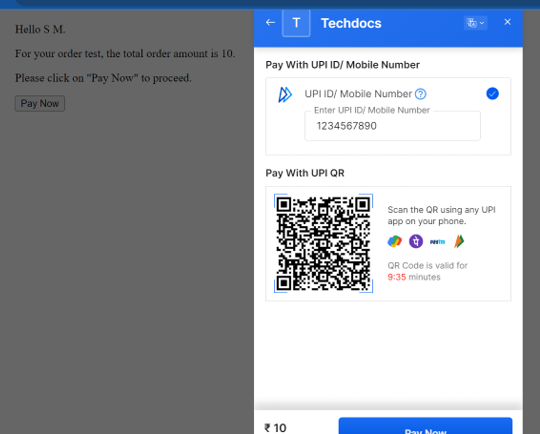 Hello S M.
For your order test, the total order amount is 10.
Please click on "Pay Now" to proceed.
Pay Now
T Techdocs
Pay With UPI ID/ Mobile Number
UPI ID/ Mobile Number
Enter UPI ID/ Mobile Number
1234567890
Pay With UPI QR
Scan the QR using any UPI
app on your phone.
QR Code is valid for
9:35 minutes
₹ 10
Pay Now